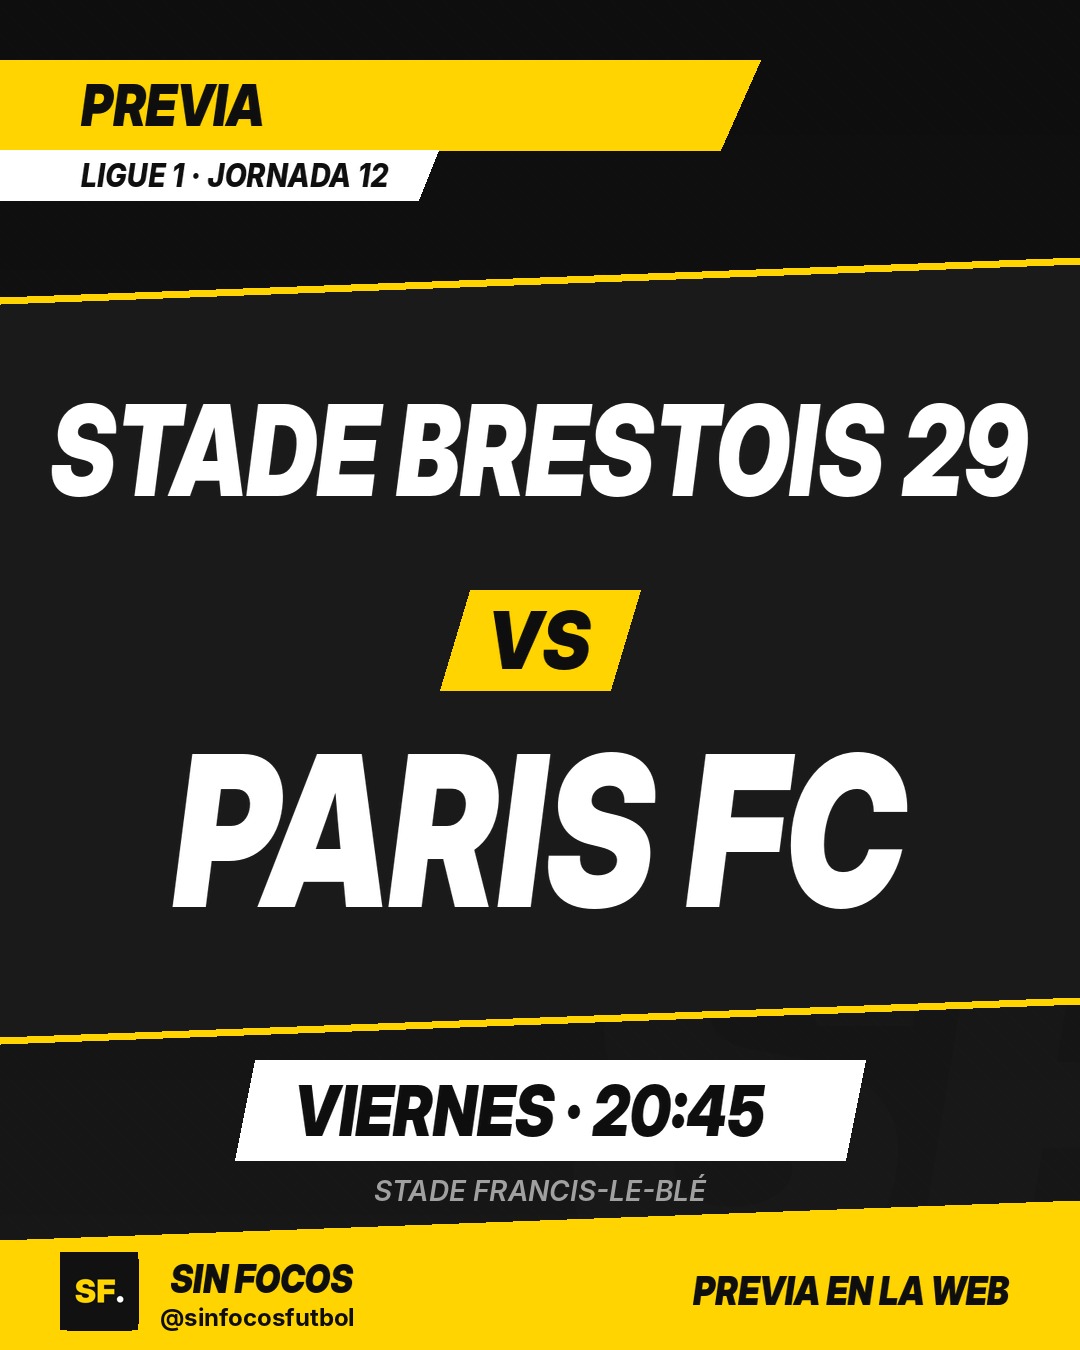 PREVIA
LIGUE 1 · JORNADA 12
STADE BRESTOIS 29
VS
PARIS FC
VIERNES · 20:45
STADE FRANCIS-LE-BLÉ
SF.
SIN FOCOS
@sinfocosfutbol
PREVIA EN LA WEB